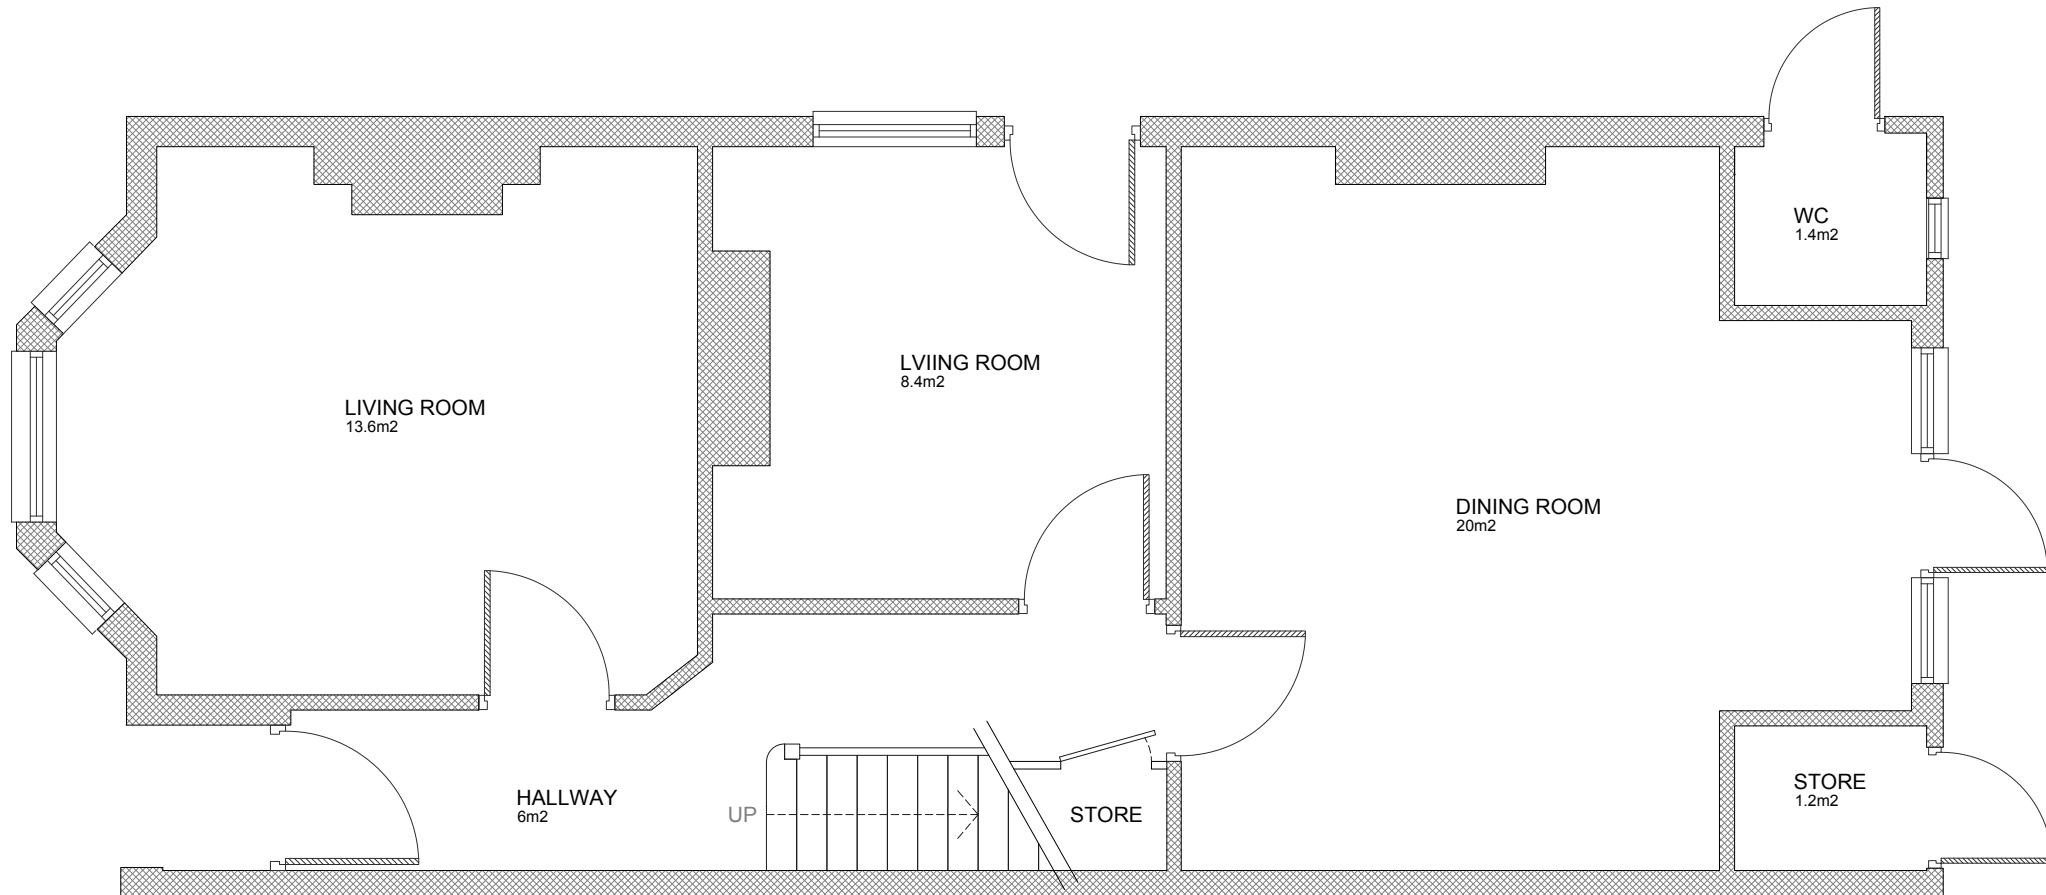 WC
1.4m2
LVIING ROOM
8.4m2
LIVING ROOM
13.6m2
DINING ROOM
20m2
HALLWAY
6m2
UP
STORE
STORE
1.2m2